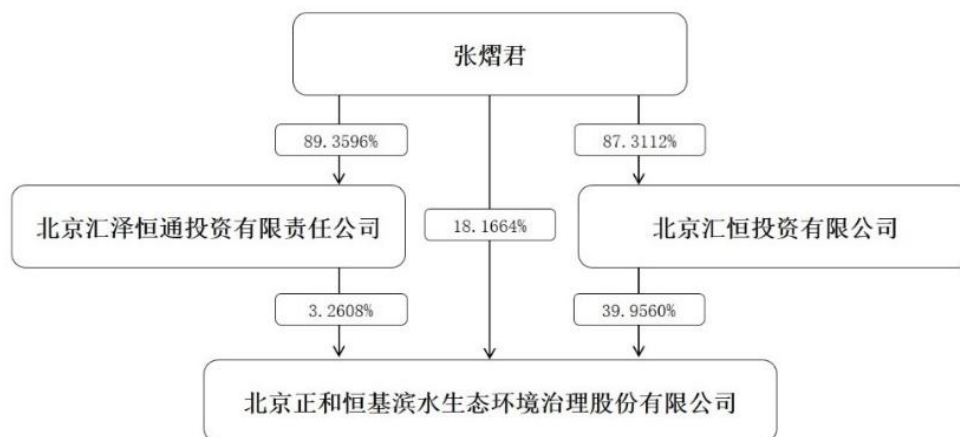 张熠君
89.3596%
87.3112%
北京汇泽恒通投资有限责任公司
18.1664%
北京汇恒投资有限公司
3.2608%
39.9560%
北京正和恒基滨水生态环境治理股份有限公司